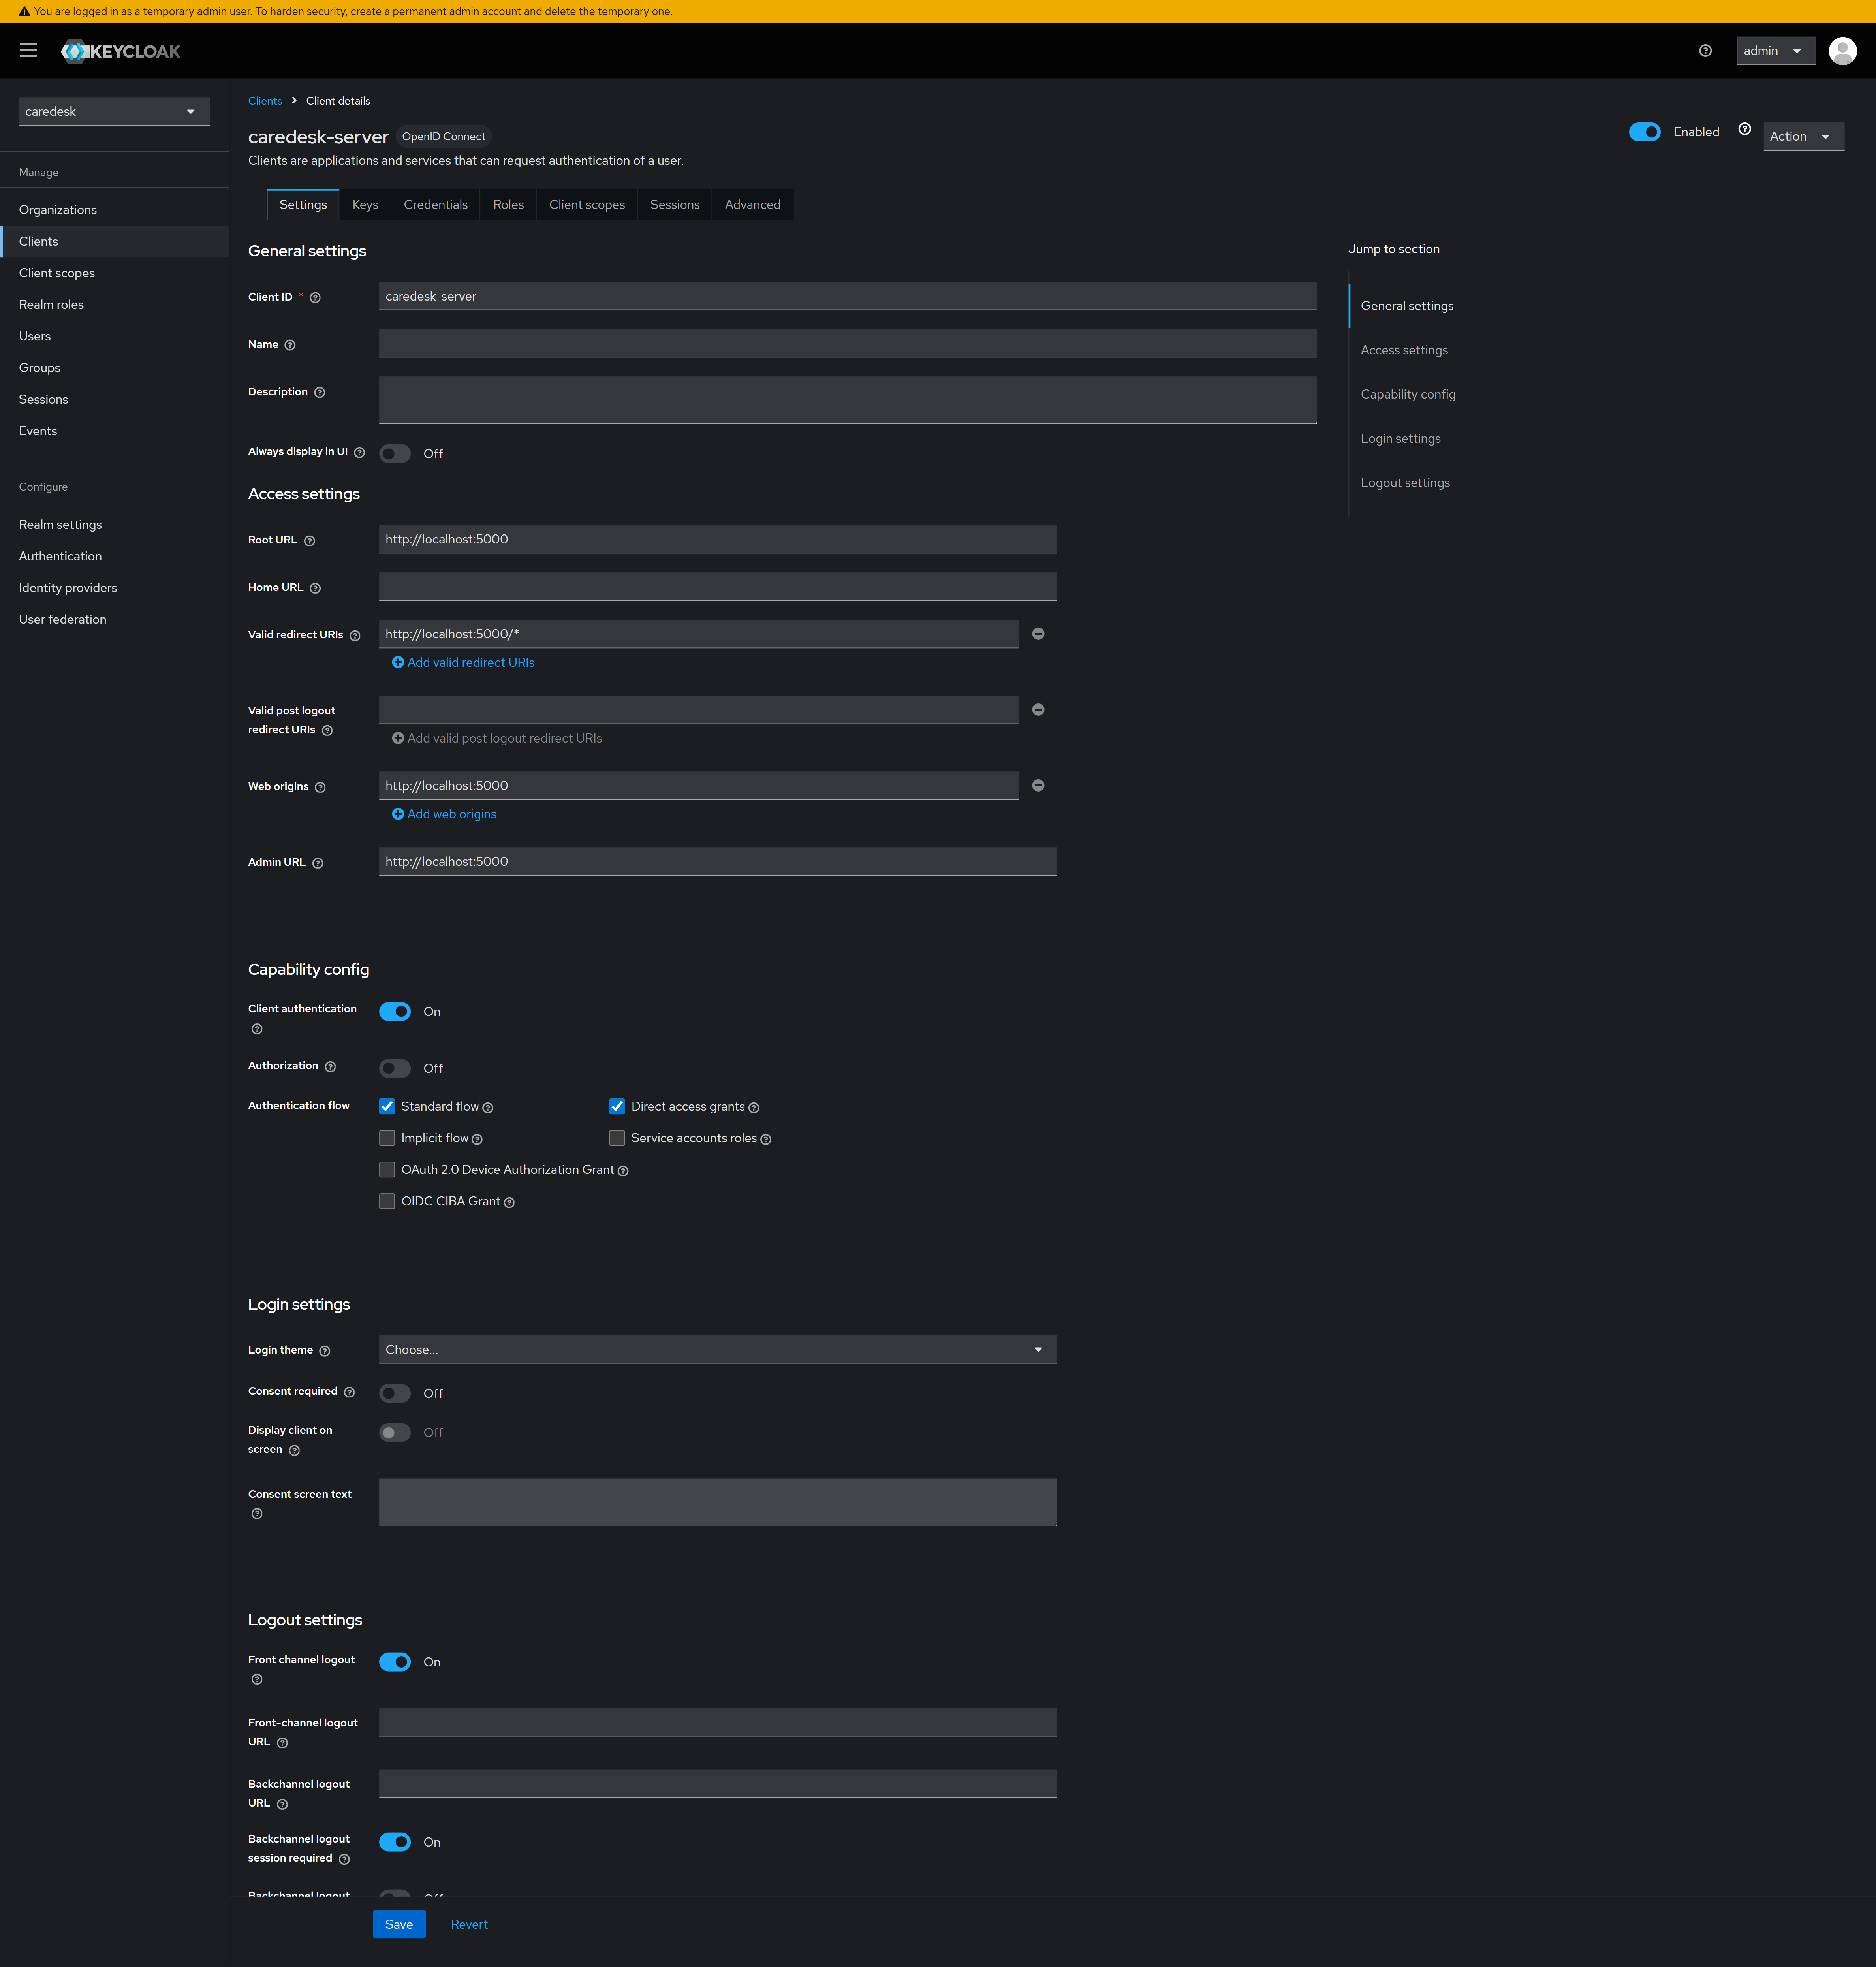 You are logged in as a temporary admin user. To harden security, create a permanent admin account and delete the temporary one.
KEYCLOAK
admin
caredesk
Manage
Organizations
Clients
Client scopes
Realm roles
Users
Groups
Sessions
Events
Configure
Realm settings
Authentication
Identity providers
User federation
Clients > Client details
caredesk-server OpenID Connect
Enabled
Action
Clients are applications and services that can request authentication of a user.
Settings Keys Credentials Roles Client scopes Sessions Advanced
General settings
Client ID * caredesk-server
Name
Description
Always display in UI Off
Access settings
Root URL http://localhost:5000
Home URL
Valid redirect URIs http://localhost:5000/*
Add valid redirect URIs
Valid post logout
redirect URIs
Add valid post logout redirect URIs
Web origins http://localhost:5000
Add web origins
Admin URL http://localhost:5000
Capability config
Client authentication On
Authorization Off
Authentication flow Standard flow Direct access grants
Implicit flow Service accounts roles
OAuth 2.0 Device Authorization Grant
OIDC CIBA Grant
Login settings
Login theme Choose...
Consent required Off
Display client on
screen Off
Consent screen text
Logout settings
Front channel logout On
Front-channel logout
URL
Backchannel logout
URL
Backchannel logout
session required On
Backchannel logout Off
Save Revert
Jump to section
General settings
Access settings
Capability config
Login settings
Logout settings